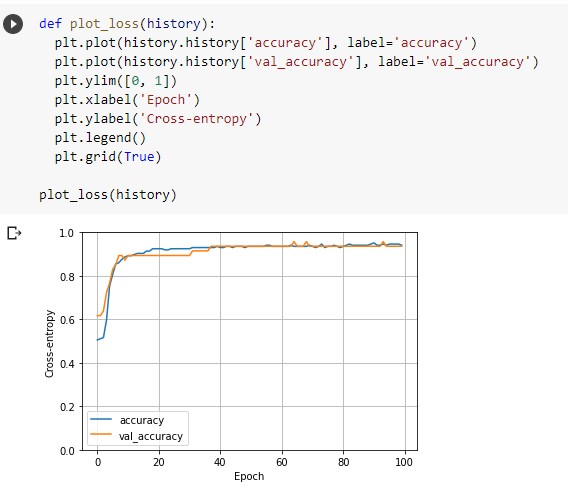 def plot_loss(history):
plt.plot(history.history['accuracy'], label='accuracy')
plt.plot(history.history['val_accuracy'], label='val_accuracy')
plt.ylim([0, 1])
plt.xlabel('Epoch')
plt.ylabel('Cross-entropy')
plt.legend()
plt.grid(True)
plot_loss(history)
1.0
0.8
0.6
0.4
0.2
0.0
Cross-entropy
accuracy
val_accuracy
0 20 40 60 80 100
Epoch